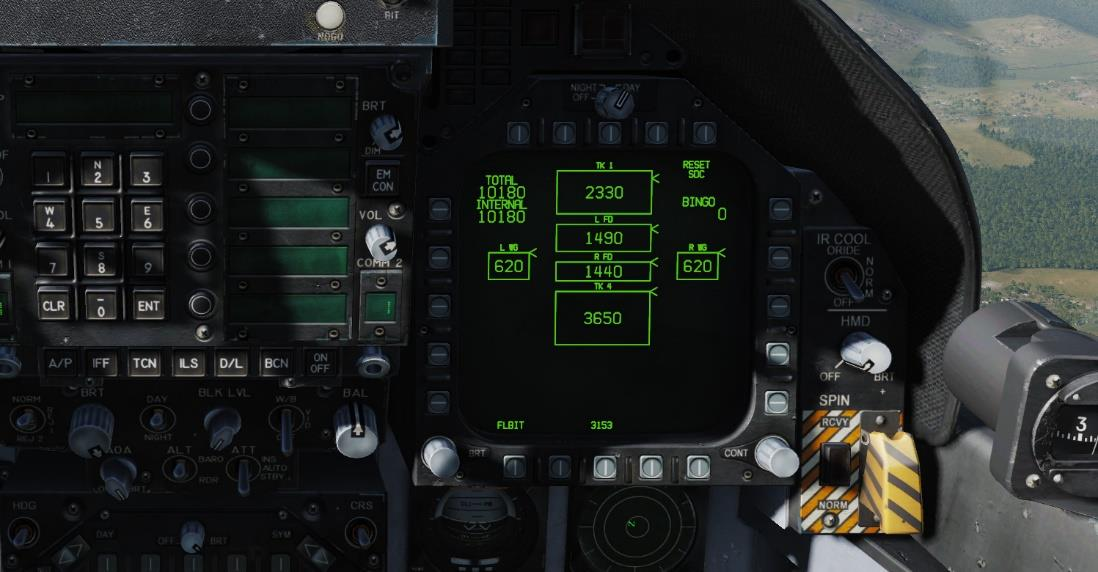 BIT
NOGO
BRT
DIM
EM
CON
VOL
COMM 2
1
N
2
3
W
4
5
E
6
7
S
8
9
CLR
–
0
ENT
A/P
IFF
TCN
ILS
D/L
BCN
ON
OFF
NORM
REJ 2
BRT
DAY
NIGHT
BLK LVL
W/B
BAL
AOA
ALT
BARO
RDR
ATT
INS
AUTO
STBY
HDG
DAY
OFF
BRT
SYM
CRS
NIGHT
DAY
OFF
TOTAL
10180
INTERNAL
10180
TK 1
2330
RESET
SDC
BINGO
0
L FD
1490
L WG
620
R FD
1440
R WG
620
TK 4
3650
FLBIT
3153
BRT
CONT
N
IR COOL
ORIDE
NORM
OFF
HMD
OFF
BRT
SPIN
RCVY
NORM
3